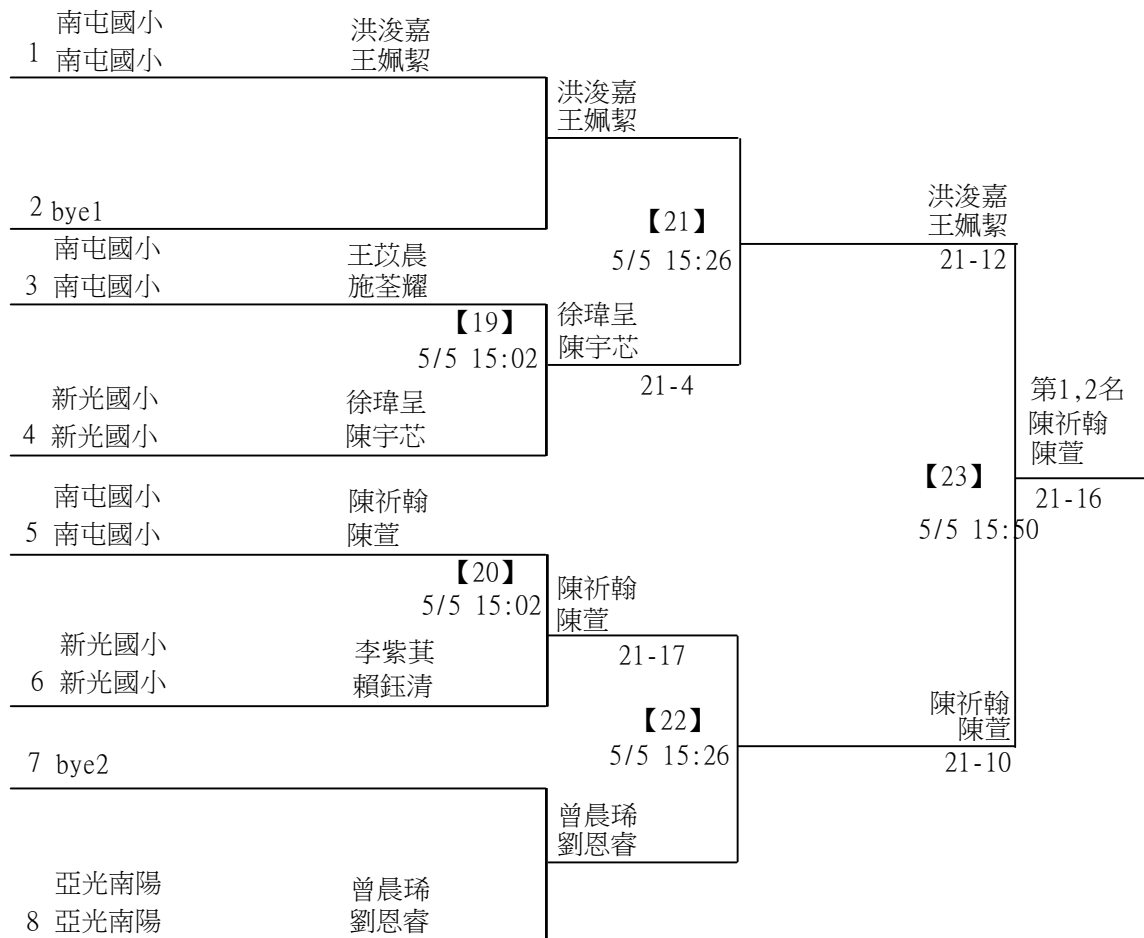 南屯國小 洪浚嘉
1 南屯國小 王姵絜
洪浚嘉
王姵絜
2 bye1
【21】
5/5 15:26
洪浚嘉
王姵絜
21-12
南屯國小 王苡晨
3 南屯國小 施荃耀
【19】
5/5 15:02
徐瑋呈
陳宇芯
21-4
新光國小 徐瑋呈
4 新光國小 陳宇芯
第1,2名
陳祈翰
陳萱
21-16
【23】
5/5 15:50
南屯國小 陳祈翰
5 南屯國小 陳萱
【20】
5/5 15:02
陳祈翰
陳萱
21-17
新光國小 李紫萁
6 新光國小 賴鈺清
【22】
5/5 15:26
陳祈翰
陳萱
21-10
7 bye2
曾晨琋
劉恩睿
亞光南陽 曾晨琋
8 亞光南陽 劉恩睿